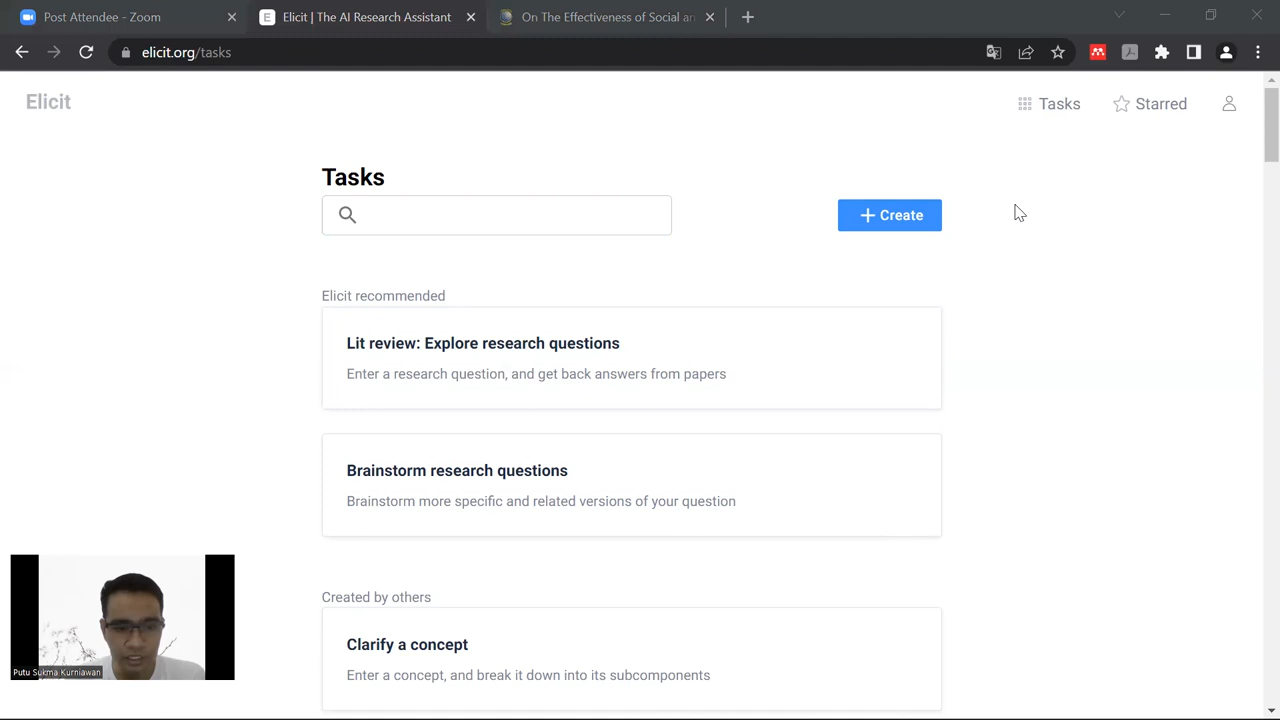 Post Attendee - Zoom
Elicit | The AI Research Assistant
On The Effectiveness of Social an
elicit.org/tasks
Elicit
Tasks
Starred
Tasks
Create
Elicit recommended
Lit review: Explore research questions
Enter a research question, and get back answers from papers
Brainstorm research questions
Brainstorm more specific and related versions of your question
Created by others
Clarify a concept
Enter a concept, and break it down into its subcomponents
Putu Sukma Kurniawan